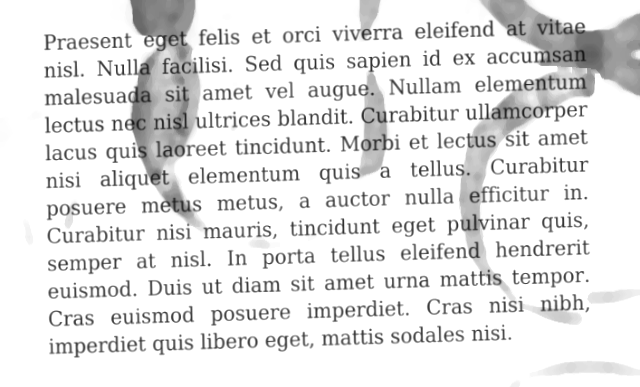 Praesent eget felis et orci viverra eleifend at vitae
nisl. Nulla facilisi. Sed quis sapien id ex accumsan
malesuada sit amet vel augue. Nullam elementum
lectus nec nisl ultrices blandit. Curabitur ullamcorper
lacus quis laoreet tincidunt. Morbi et lectus sit amet
nisi aliquet elementum quis a tellus. Curabitur
posuere metus metus, a auctor nulla efficitur in.
Curabitur nisi mauris, tincidunt eget pulvinar quis,
semper at nisl. In porta tellus eleifend hendrerit
euismod. Duis ut diam sit amet urna mattis tempor.
Cras euismod posuere imperdiet. Cras nisi nibh,
imperdiet quis libero eget, mattis sodales nisi.